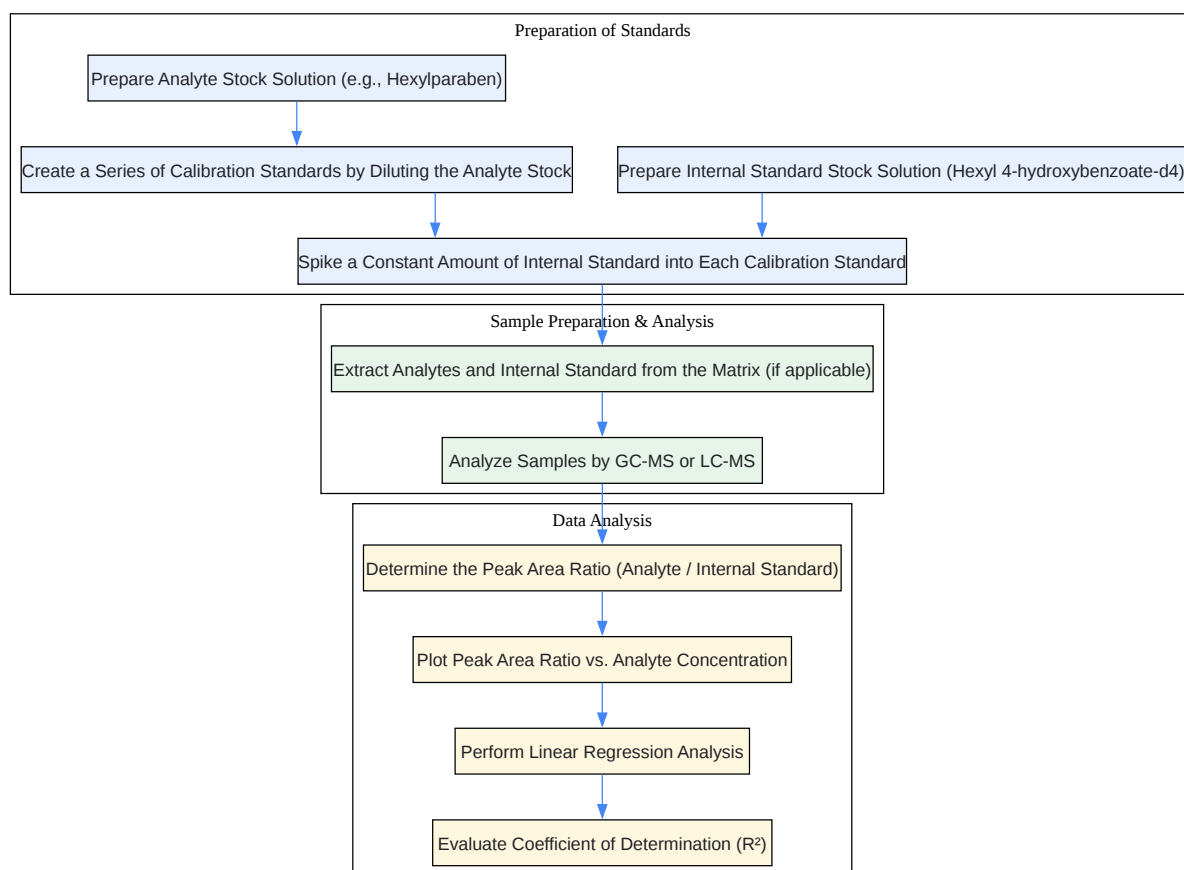 Preparation of Standards
Prepare Analyte Stock Solution (e.g., Hexylparaben)
Create a Series of Calibration Standards by Diluting the Analyte Stock
Prepare Internal Standard Stock Solution (Hexyl 4-hydroxybenzoate-d4)
Spike a Constant Amount of Internal Standard into Each Calibration Standard
Sample Preparation & Analysis
Extract Analytes and Internal Standard from the Matrix (if applicable)
Analyze Samples by GC-MS or LC-MS
Data Analysis
Determine the Peak Area Ratio (Analyte / Internal Standard)
Plot Peak Area Ratio vs. Analyte Concentration
Perform Linear Regression Analysis
Evaluate Coefficient of Determination (R²)